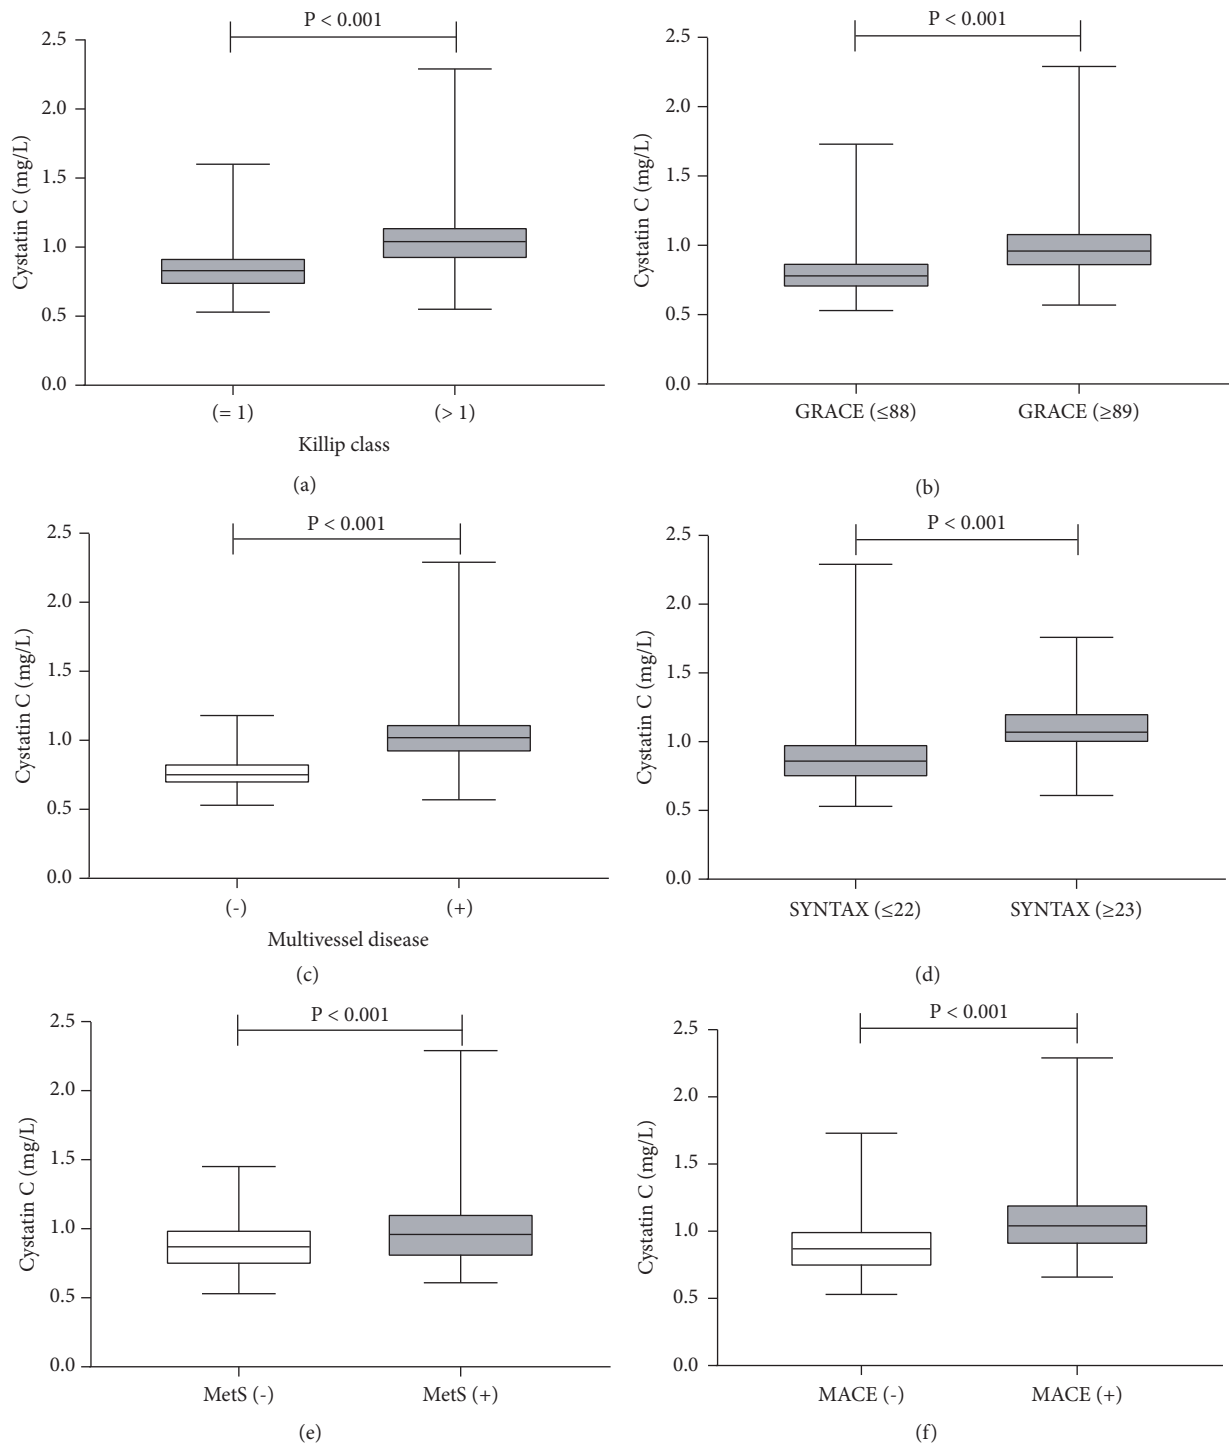 P < 0.001
2.5
2.0
1.5
1.0
0.5
0.0
Cystatin C (mg/L)
(= 1)
(> 1)
Killip class
(a)
P < 0.001
2.5
2.0
1.5
1.0
0.5
0.0
Cystatin C (mg/L)
GRACE (≤88)
GRACE (≥89)
(b)
P < 0.001
2.5
2.0
1.5
1.0
0.5
0.0
Cystatin C (mg/L)
(-)
(+)
Multivessel disease
(c)
P < 0.001
2.5
2.0
1.5
1.0
0.5
0.0
Cystatin C (mg/L)
SYNTAX (≤22)
SYNTAX (≥23)
(d)
P < 0.001
2.5
2.0
1.5
1.0
0.5
0.0
Cystatin C (mg/L)
MetS (-)
MetS (+)
(e)
P < 0.001
2.5
2.0
1.5
1.0
0.5
0.0
Cystatin C (mg/L)
MACE (-)
MACE (+)
(f)